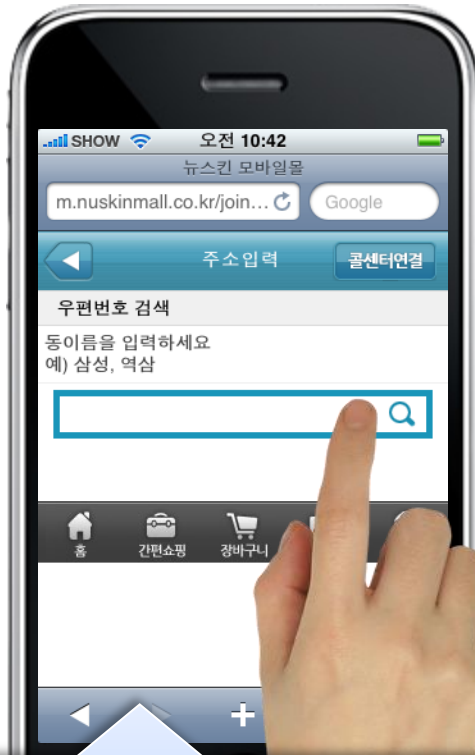 SHOW 오전 10:42
뉴스킨 모바일몰
m.nuskinmall.co.kr/join... Google
주소입력 콜센터연결
우편번호 검색
동이름을 입력하세요
예) 삼성, 역삼
홈 간편쇼핑 장바구니